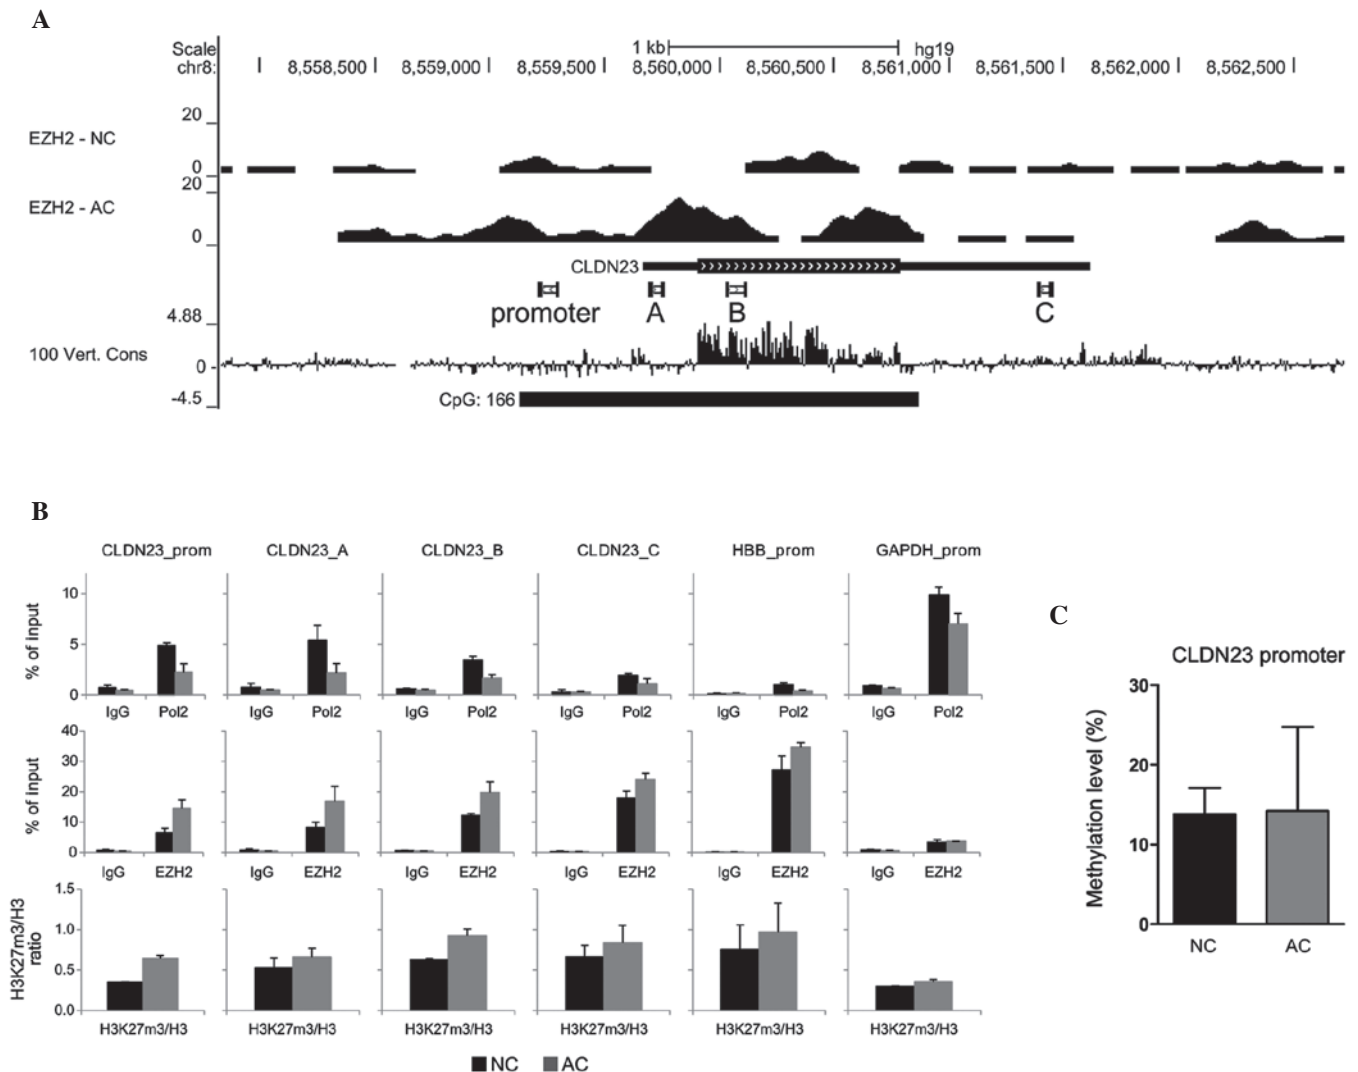 A
Scale
1 kb
hg19
chr8:
8,558,500
8,559,000
8,559,500
8,560,000
8,560,500
8,561,000
8,561,500
8,562,000
8,562,500
20
EZH2 - NC
0
20
EZH2 - AC
0
CLDN23
promoter
A
B
C
4.88
100 Vert. Cons
0
-4.5
CpG: 166
B
CLDN23_prom
CLDN23_A
CLDN23_B
CLDN23_C
HBB_prom
GAPDH_prom
% of input
10
5
0
IgG Pol2
IgG Pol2
IgG Pol2
IgG Pol2
IgG Pol2
IgG Pol2
% of input
40
30
20
10
0
IgG EZH2
IgG EZH2
IgG EZH2
IgG EZH2
IgG EZH2
IgG EZH2
H3K27m3/H3
ratio
1.5
1.0
0.5
0.0
H3K27m3/H3
H3K27m3/H3
H3K27m3/H3
H3K27m3/H3
H3K27m3/H3
H3K27m3/H3
NC AC
C
CLDN23 promoter
Methylation level (%)
30
20
10
0
NC
AC